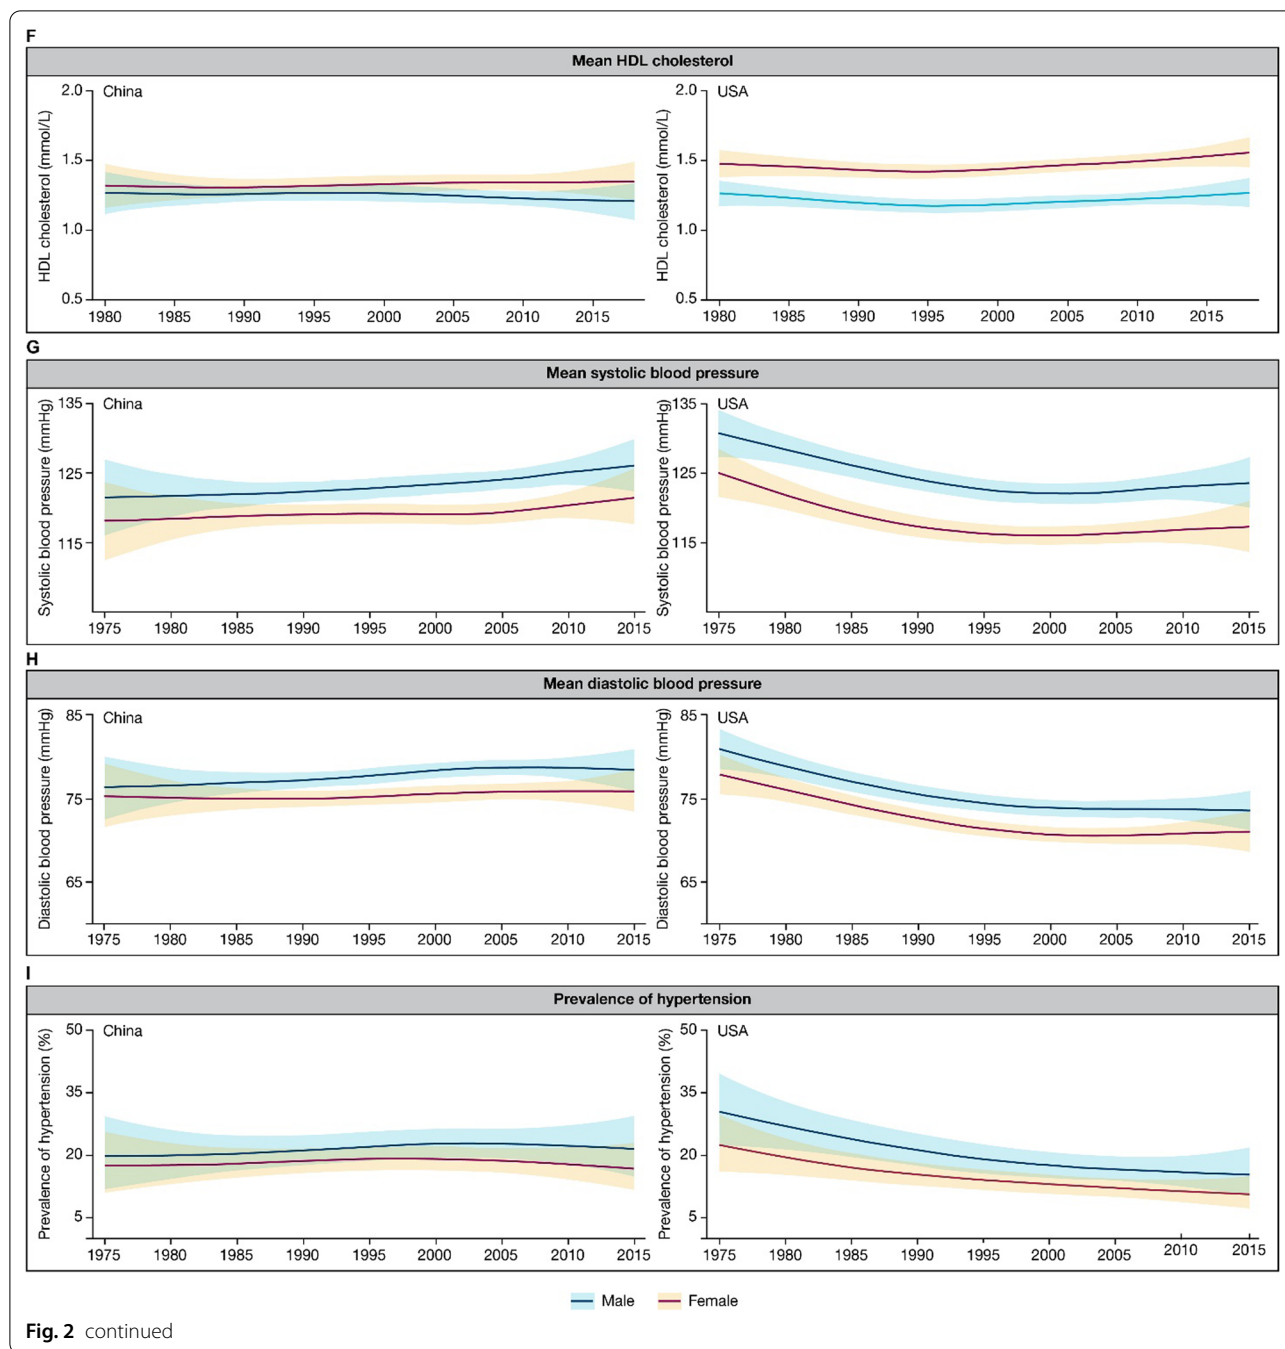 F
Mean HDL cholesterol
China
USA
HDL cholesterol (mmol/L)
2.0
1.5
1.0
0.5
1980 1985 1990 1995 2000 2005 2010 2015
HDL cholesterol (mmol/L)
2.0
1.5
1.0
0.5
1980 1985 1990 1995 2000 2005 2010 2015
G
Mean systolic blood pressure
China
USA
Systolic blood pressure (mmHg)
135
125
115
1975 1980 1985 1990 1995 2000 2005 2010 2015
Systolic blood pressure (mmHg)
135
125
115
1975 1980 1985 1990 1995 2000 2005 2010 2015
H
Mean diastolic blood pressure
China
USA
Diastolic blood pressure (mmHg)
85
75
65
1975 1980 1985 1990 1995 2000 2005 2010 2015
Diastolic blood pressure (mmHg)
85
75
65
1975 1980 1985 1990 1995 2000 2005 2010 2015
I
Prevalence of hypertension
China
USA
Prevalence of hypertension (%)
50
35
20
5
1975 1980 1985 1990 1995 2000 2005 2010 2015
Prevalence of hypertension (%)
50
35
20
5
1975 1980 1985 1990 1995 2000 2005 2010 2015
Male Female
Fig. 2 continued